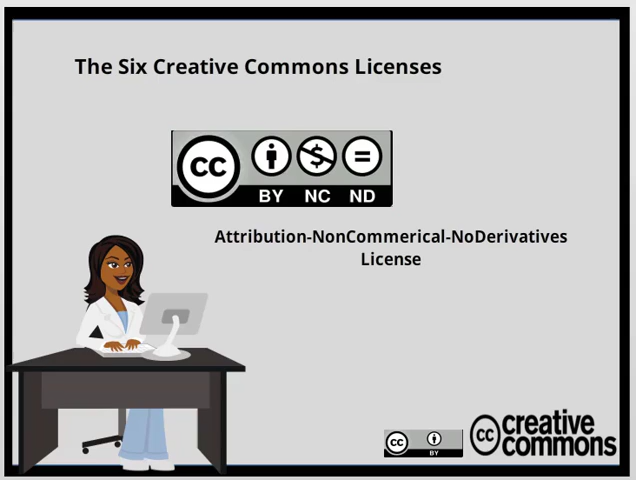 The Six Creative Commons Licenses
cc
BY NC ND
Attribution-NonCommerical-NoDerivatives
License
cc
BY
cc creative
commons